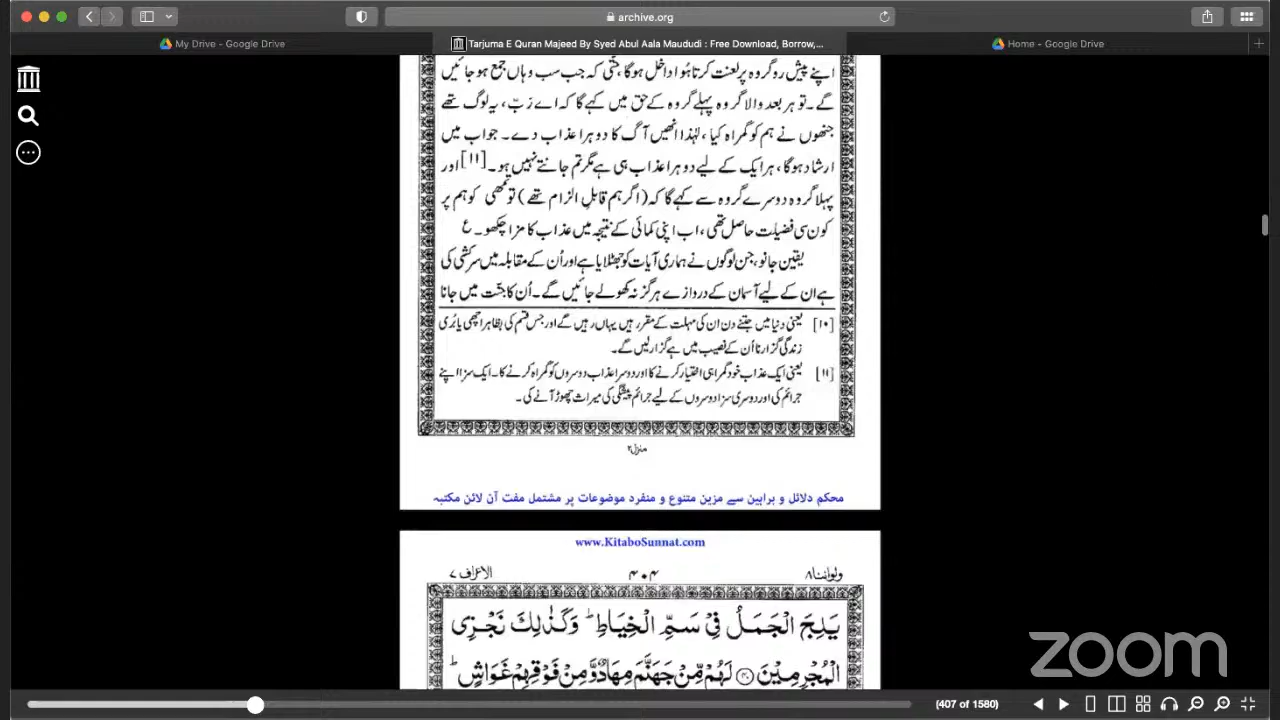 archive.org
My Drive - Google Drive
Tarjuma E Quran Majeed By Syed Abul Aala Maududi : Free Download, Borrow,...
Home - Google Drive
اپنے پیش رو گروہ پر لعنت کرتا ہُوا داخل ہوگا، حتّٰی کہ جب سب وہاں جمع ہو جائیں
گے۔ تو ہر بعد والا گروہ پہلے گروہ کے حق میں کہے گا کہ اے رَبّ، یہ لوگ تھے
جنھوں نے ہم کو گمراہ کیا، لہٰذا انھیں آگ کا دوہرا عذاب دے۔ جواب میں
ارشاد ہوگا، ہر ایک کے لیے دوہرا عذاب ہی ہے مگر تم جانتے نہیں ہو۔[۱۱] اور
پہلا گروہ دوسرے گروہ سے کہے گا کہ (اگر ہم قابلِ الزام تھے) تو تمھی کو ہم پر
کون سی فضیلت حاصل تھی، اب اپنی کمائی کے نتیجہ میں عذاب کا مزا چکھو۔ ع
یقین جانو، جن لوگوں نے ہماری آیات کو جھٹلایا ہے اور اُن کے مقابلہ میں سرکشی کی
ہے ان کے لیے آسمان کے دروازے ہرگز نہ کھولے جائیں گے۔ اُن کا جنّت میں جانا
[۱۰] یعنی دنیا میں جتنے دن ان کی مہلت کے مقرر ہیں یہاں رہیں گے اور جس قسم کی بظاہر اچھی یا بُری
زندگی گزارنا اُن کے نصیب میں ہے گزار لیں گے۔
[۱۱] یعنی ایک عذاب خود گمراہی اختیار کرنے کا اور دوسرا عذاب دوسروں کو گمراہ کرنے کا۔ ایک سزا اپنے
جرائم کی اور دوسری سزا دوسروں کے لیے جرائم پیشگی کی میراث چھوڑ آنے کی۔
منزل۲
محکم دلائل و براہین سے مزین متنوع و منفرد موضوعات پر مشتمل مفت آن لائن مکتبہ
www.KitaboSunnat.com
ولواننا۸ ۴۰۴ الاعراف ۷
يَلِجَ الْجَمَلُ فِيْ سَمِّ الْخِيَاطِ ؕ وَكَذٰلِكَ نَجْزِي
الْمُجْرِمِيْنَ ۝۴۰ لَهُمْ مِّنْ جَهَنَّمَ مِهَادٌ وَّمِنْ فَوْقِهِمْ غَوَاشٍ ؕ
zoom
(407 of 1580)